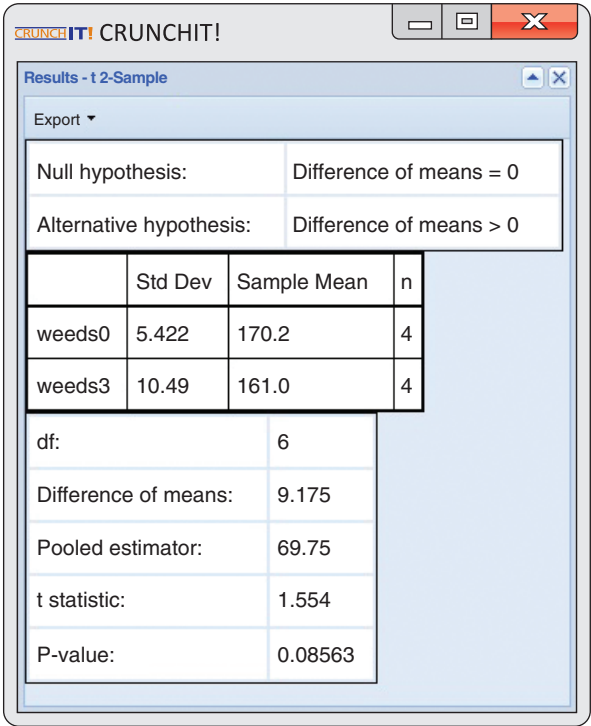 CRUNCH IT! CRUNCHIT!
Results - t 2-Sample
Export
Null hypothesis: Difference of means = 0
Alternative hypothesis: Difference of means > 0
Std Dev Sample Mean n
weeds0 5.422 170.2 4
weeds3 10.49 161.0 4
df: 6
Difference of means: 9.175
Pooled estimator: 69.75
t statistic: 1.554
P-value: 0.08563